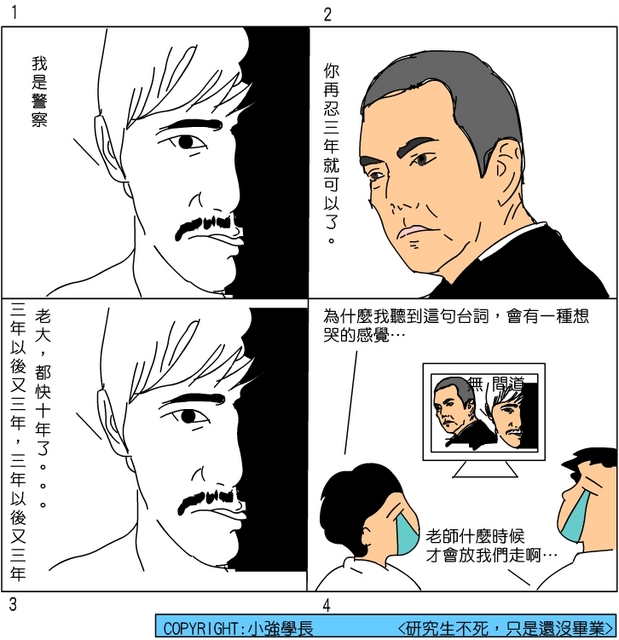 1
我是警察
2
你再忍三年就可以了。
3
老大，都快十年了。。。
三年以後又三年，三年以後又三年
4
為什麼我聽到這句台詞，會有一種想
哭的感覺…
無間道
老師什麼時候
才會放我們走啊…
COPYRIGHT:小強學長
<研究生不死，只是還沒畢業>